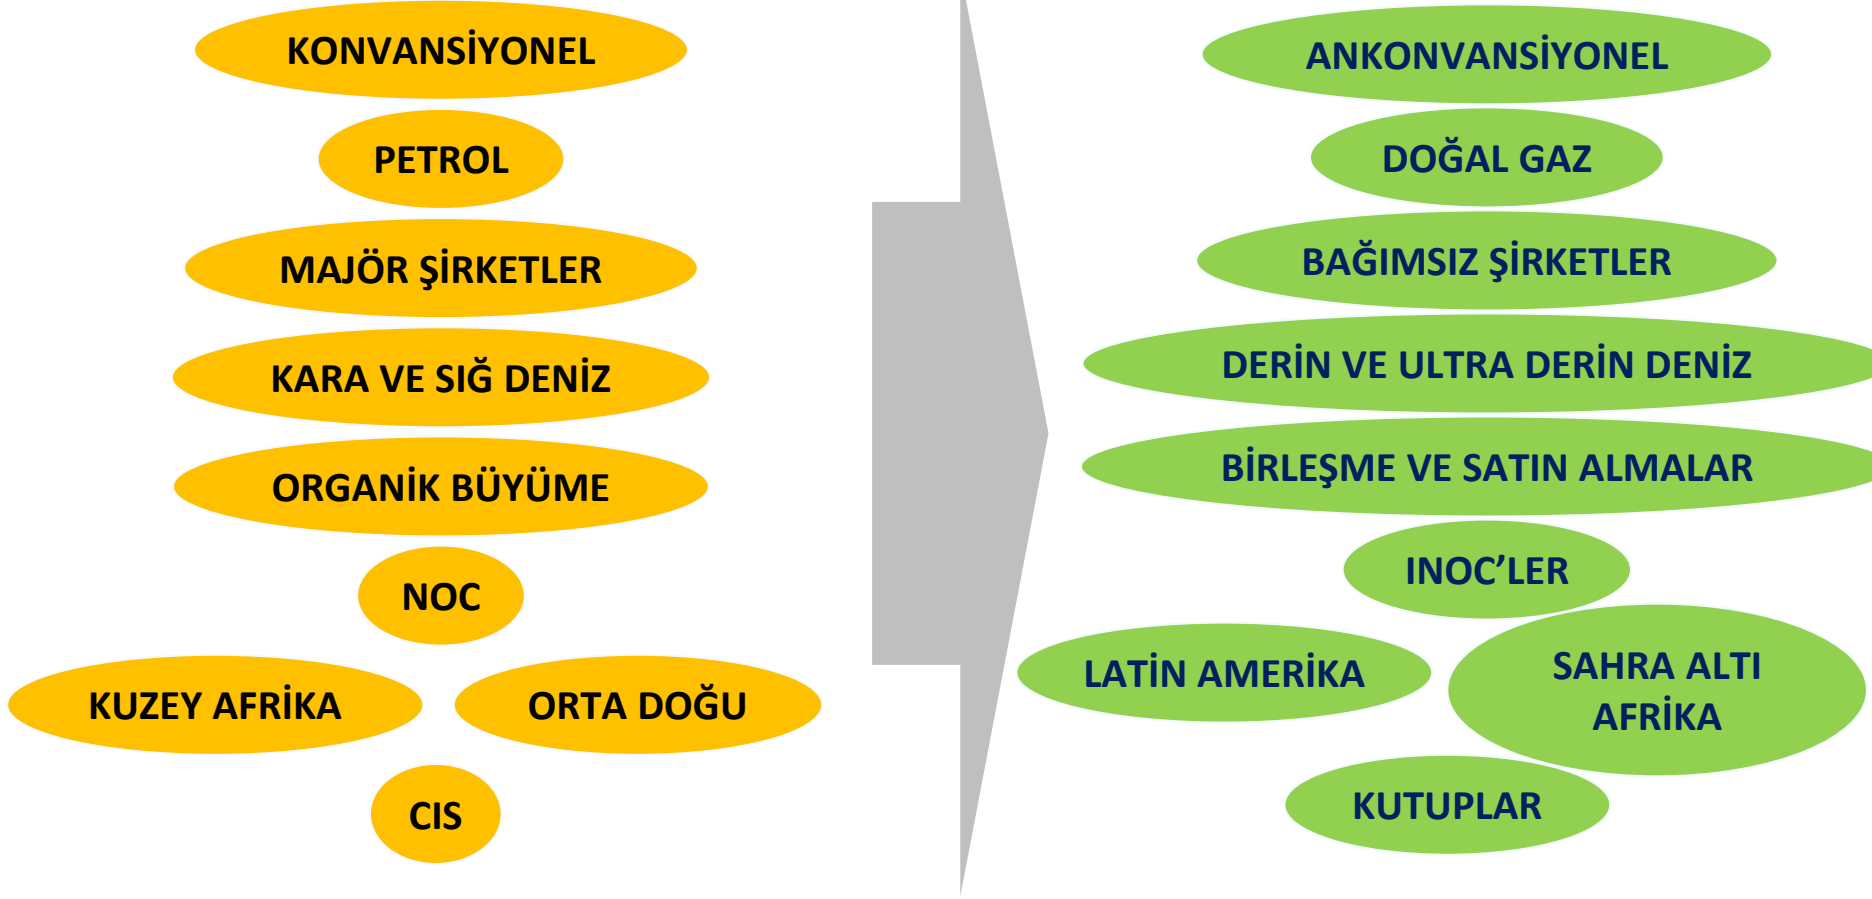 KONVANSİYONEL
PETROL
MAJÖR ŞİRKETLER
KARA VE SIĞ DENİZ
ORGANİK BÜYÜME
NOC
KUZEY AFRİKA
ORTA DOĞU
CIS
ANKONVANSİYONEL
DOĞAL GAZ
BAĞIMSIZ ŞİRKETLER
DERİN VE ULTRA DERİN DENİZ
BİRLEŞME VE SATIN ALMALAR
INOC’LER
LATİN AMERİKA
SAHRA ALTI
AFRİKA
KUTUPLAR